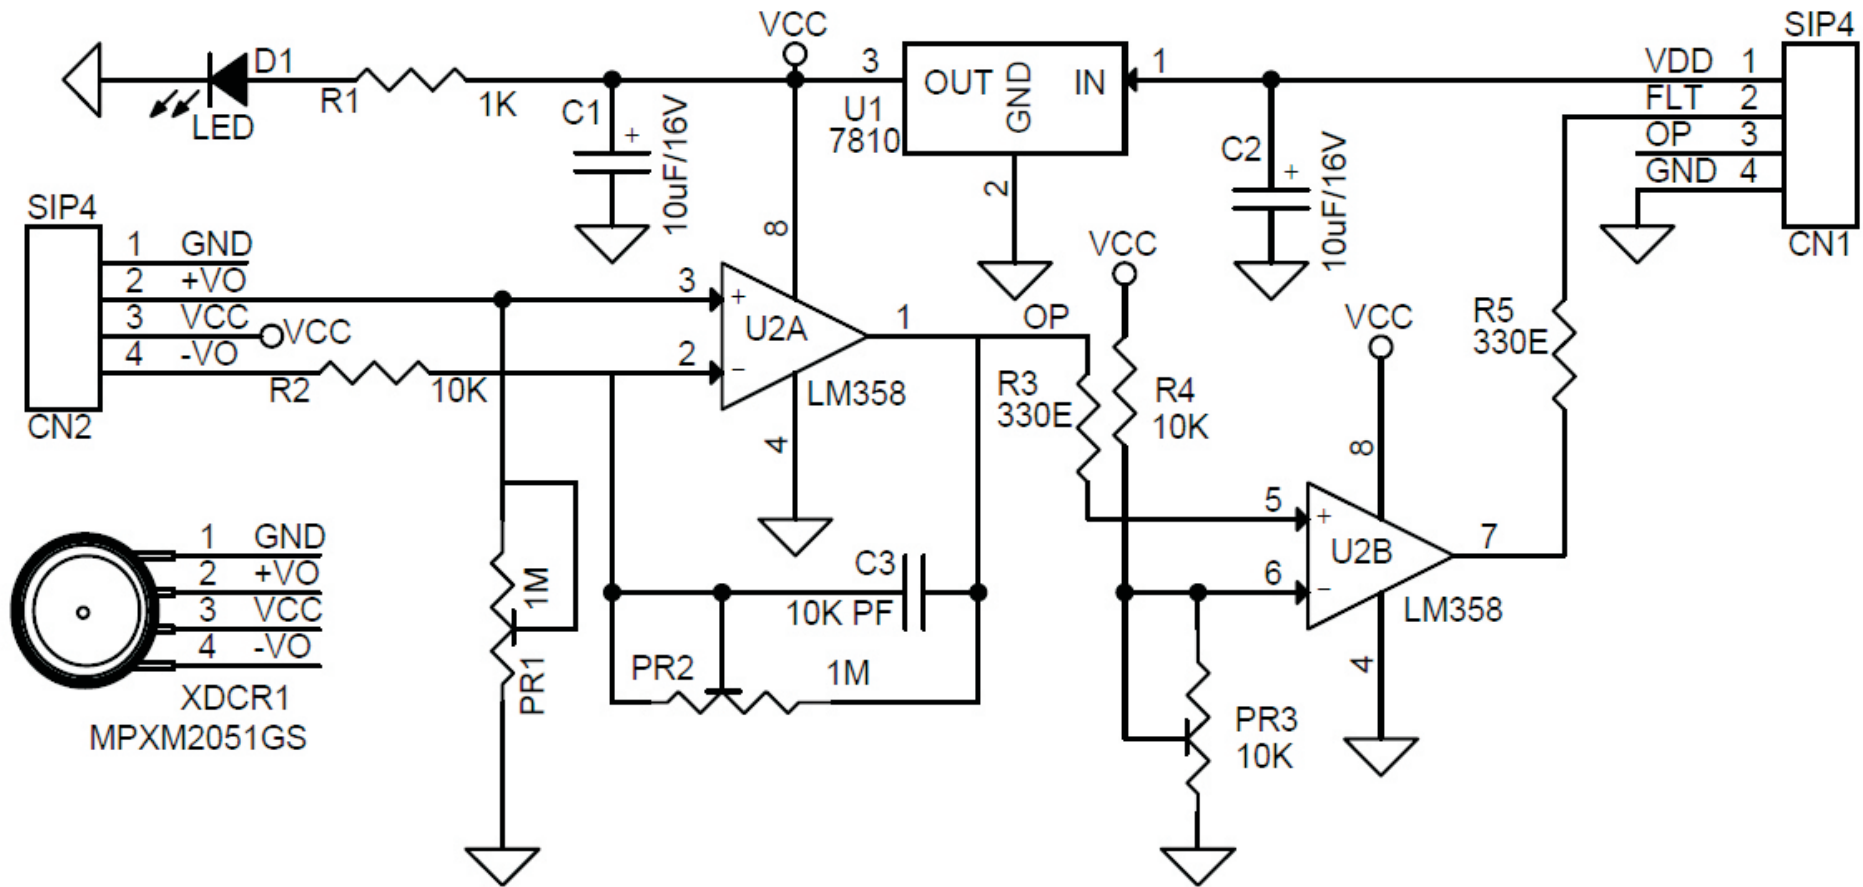 VCC
SIP4
D1
LED
R1
1K
C1
+
10uF/16V
3
U1
7810
OUT
GND
IN
1
2
C2
+
10uF/16V
VDD 1
FLT 2
OP 3
GND 4
CN1
SIP4
1 GND
2 +VO
3 VCC
VCC
4 -VO
CN2
R2
10K
8
3
+
U2A
2
-
LM358
4
1
OP
VCC
R3
330E
R4
10K
VCC
R5
330E
8
5
+
U2B
6
-
LM358
7
4
1M
PR1
C3
10K PF
PR2
1M
PR3
10K
1 GND
2 +VO
3 VCC
4 -VO
XDCR1
MPXM2051GS